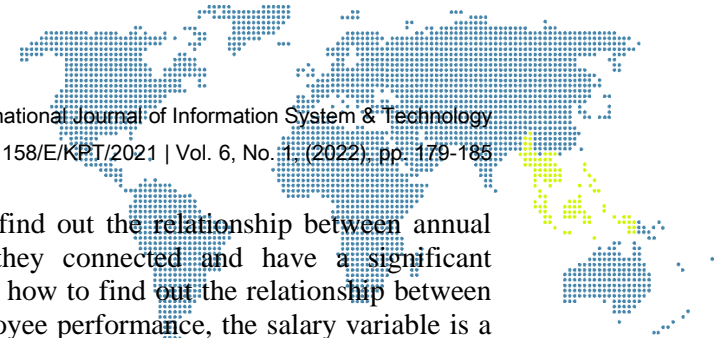 national Journal of Information System & Technology
158/E/KPT/2021 | Vol. 6, No. 1, (2022), pp. 179-185
find out the relationship between annual
they connected and have a significant
how to find out the relationship between
oyee performance, the salary variable is a